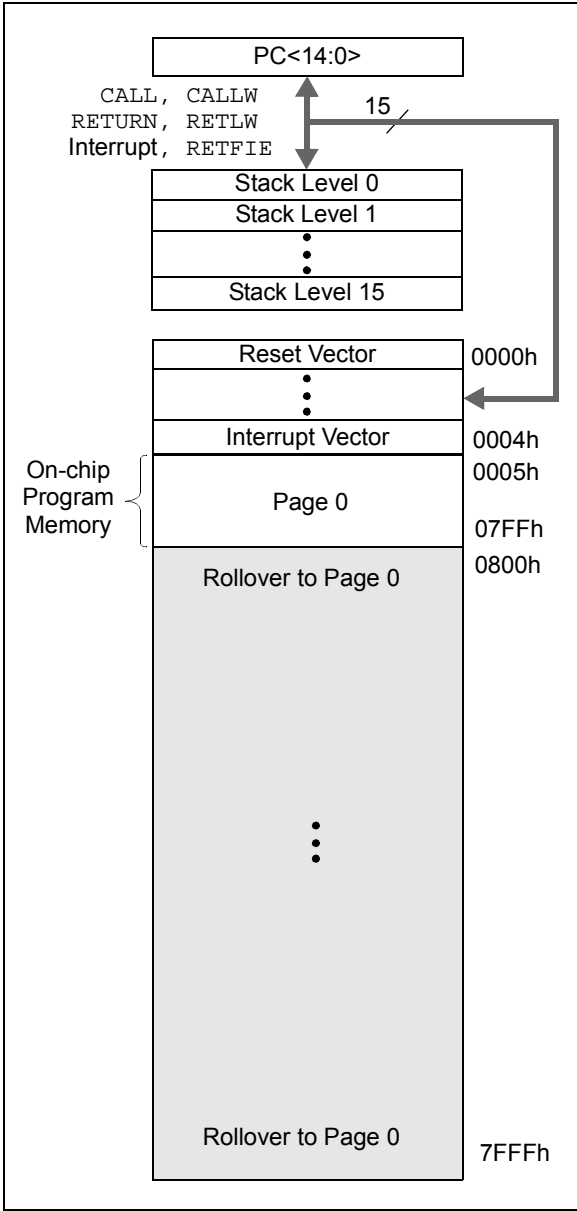 PC<14:0>
CALL, CALLW
RETURN, RETLW
Interrupt, RETFIE
15
Stack Level 0
Stack Level 1
Stack Level 15
Reset Vector
0000h
Interrupt Vector
0004h
On-chip
Program
Memory
0005h
Page 0
07FFh
Rollover to Page 0
0800h
Rollover to Page 0
7FFFh